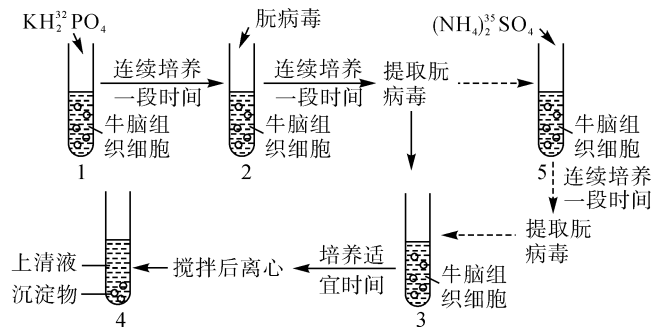 KH₂³²PO₄
朊病毒
(NH₄)₂³⁵SO₄
连续培养
一段时间
连续培养
一段时间
提取朊
病毒
牛脑组
织细胞
牛脑组
织细胞
牛脑组
织细胞
1
2
5
连续培养
一段时间
提取朊
病毒
上清液
沉淀物
搅拌后离心
培养适
宜时间
牛脑组
织细胞
4
3